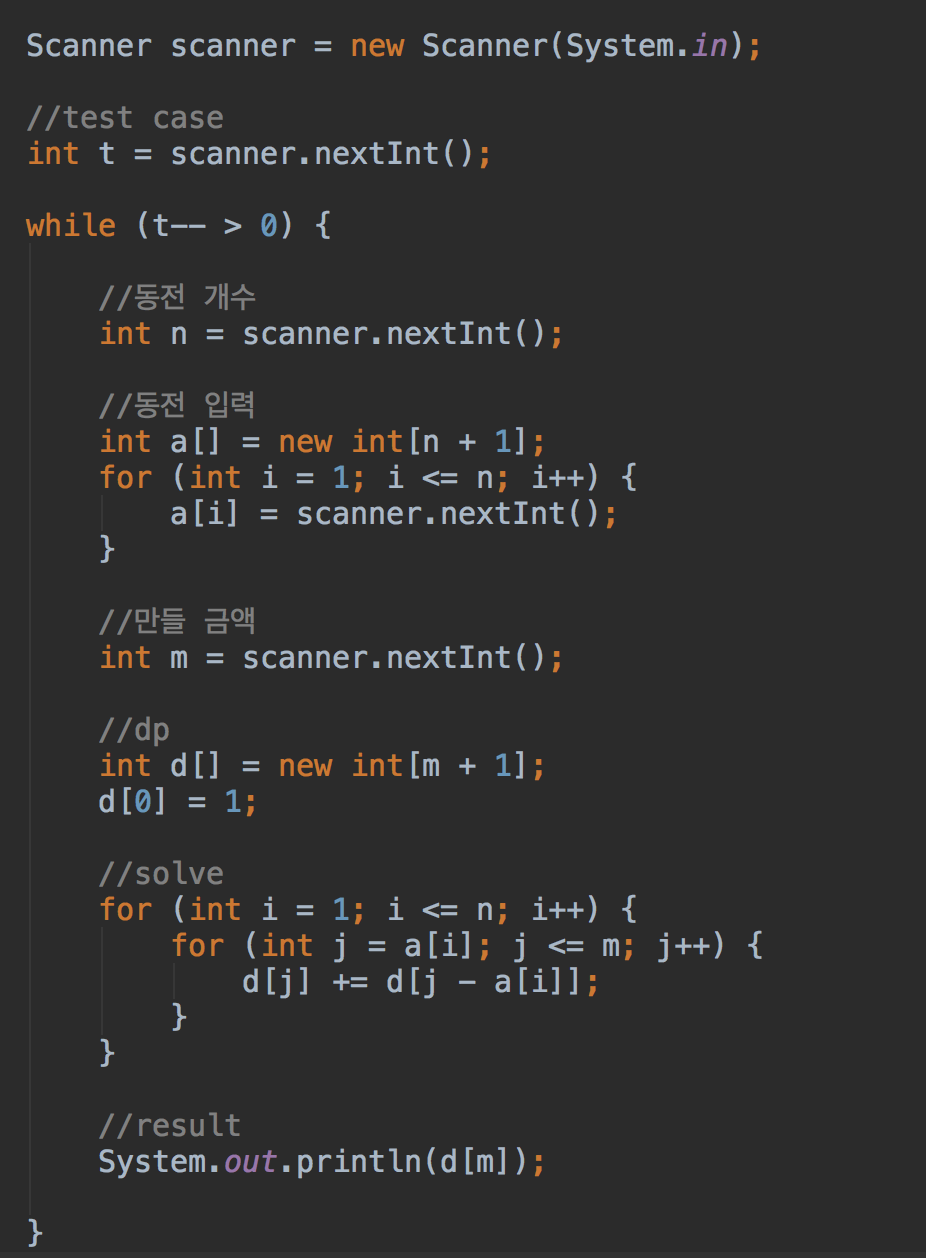 Scanner scanner = new Scanner(System.in);
//test case
int t = scanner.nextInt();
while (t-- > 0) {
//동전 개수
int n = scanner.nextInt();
//동전 입력
int a[] = new int[n + 1];
for (int i = 1; i <= n; i++) {
a[i] = scanner.nextInt();
}
//만들 금액
int m = scanner.nextInt();
//dp
int d[] = new int[m + 1];
d[0] = 1;
//solve
for (int i = 1; i <= n; i++) {
for (int j = a[i]; j <= m; j++) {
d[j] += d[j - a[i]];
}
}
//result
System.out.println(d[m]);
}